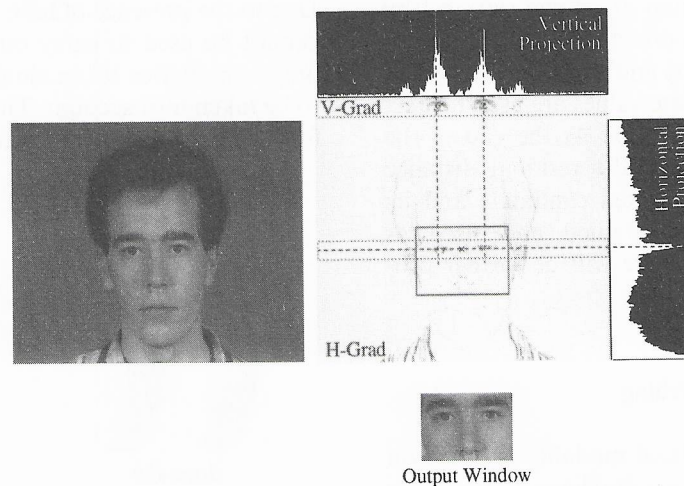 Vertical
Projection
V-Grad
Horizontal
Projection
H-Grad
Output Window